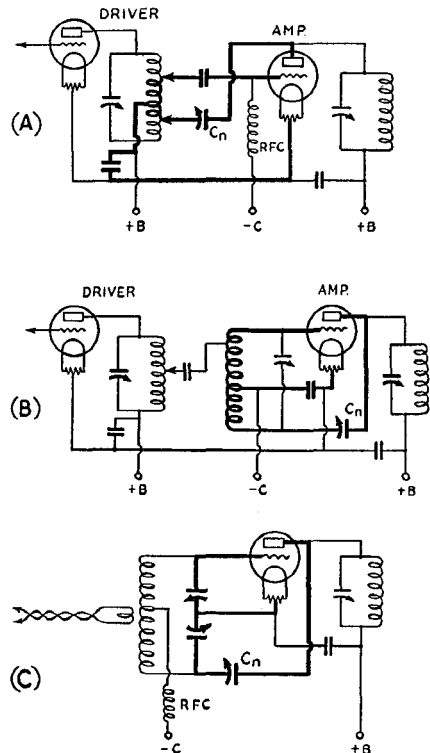 DRIVER
AMP.
(A)
Cn
RFC
+B
-C
+B
DRIVER
AMP.
(B)
Cn
+B
-C
+B
(C)
Cn
RFC
-C
+B